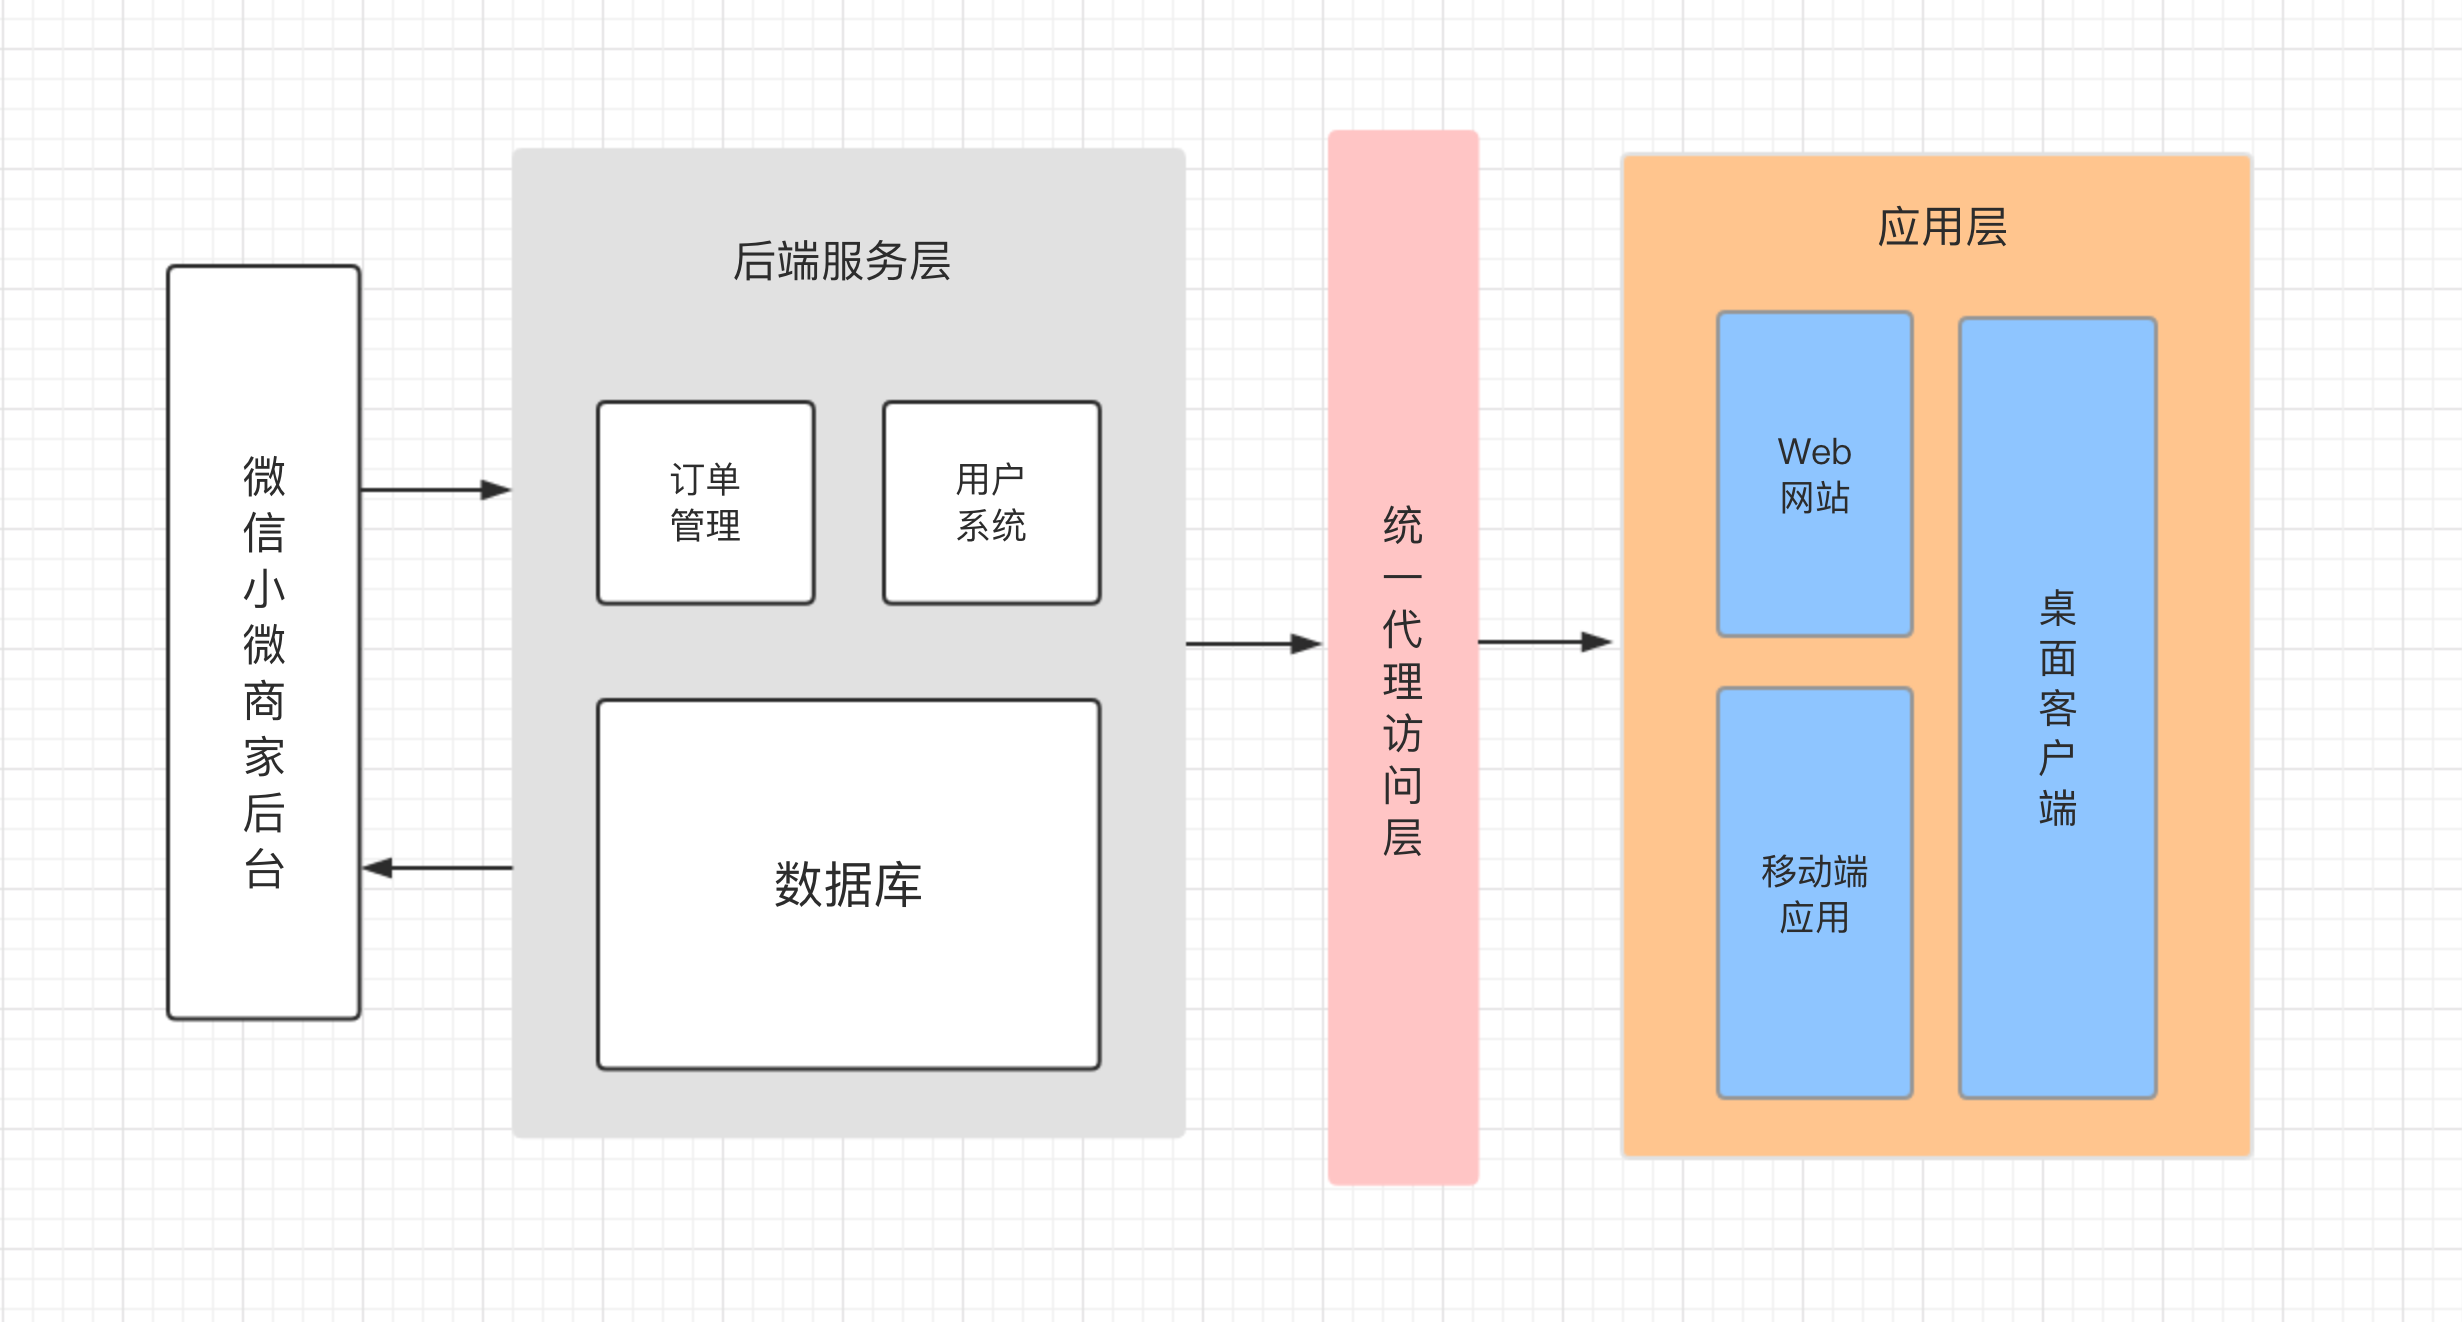 微信小微商家后台
后端服务层
订单
管理
用户
系统
数据库
统一代理访问层
应用层
Web
网站
移动端
应用
桌面客户端